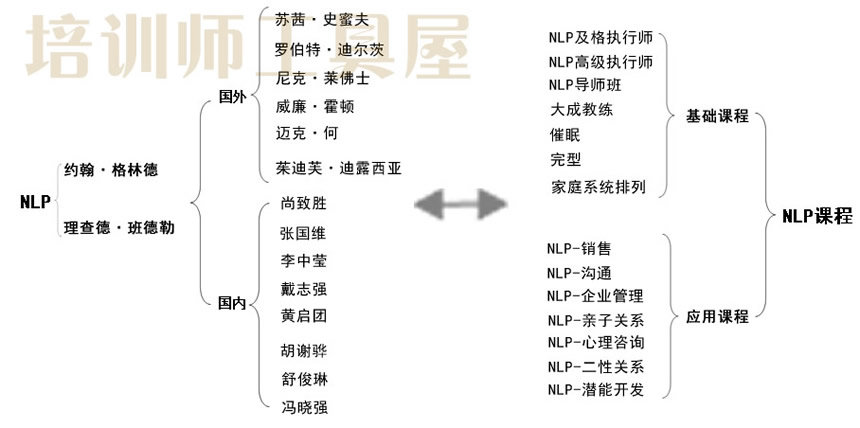 培训师工具屋
NLP
约翰·格林德
理查德·班德勒
国外
苏茜·史蜜夫
罗伯特·迪尔茨
尼克·莱佛士
威廉·霍顿
迈克·何
茱迪芙·迪露西亚
国内
尚致胜
张国维
李中莹
戴志强
黄启团
胡谢骅
舒俊琳
冯晓强
NLP及格执行师
NLP高级执行师
NLP导师班
大成教练
催眠
完型
家庭系统排列
基础课程
NLP-销售
NLP-沟通
NLP-企业管理
NLP-亲子关系
NLP-心理咨询
NLP-二性关系
NLP-潜能开发
应用课程
NLP课程